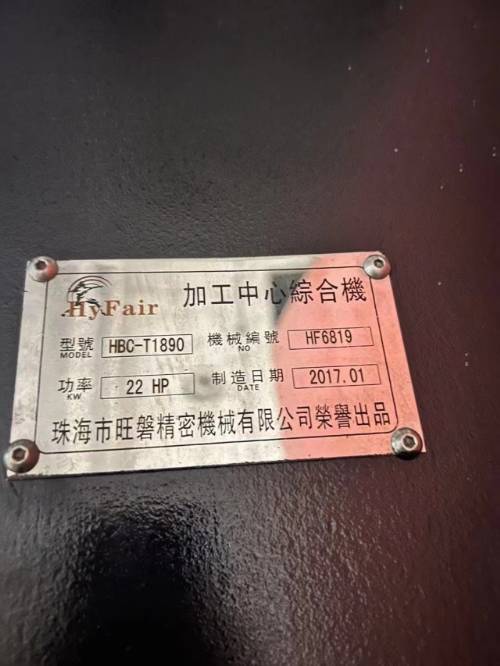 HyFair 加工中心綜合機
型號 MODEL HBC-T1890 機械編號 NO HF6819
功率 KW 22 HP 制造日期 DATE 2017.01
珠海市旺磐精密機械有限公司榮譽出品